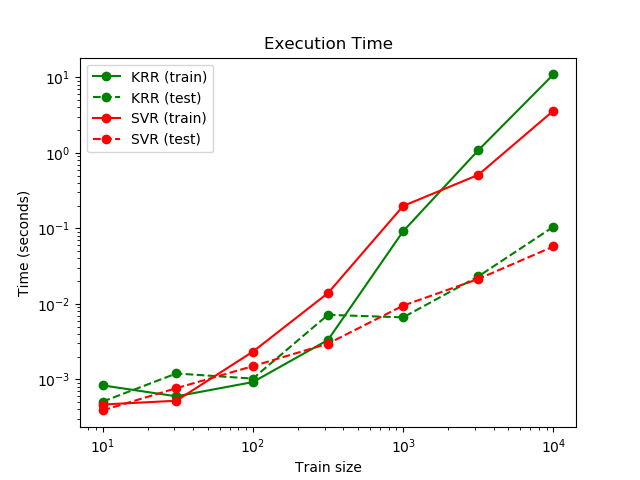 Execution Time
KRR (train)
KRR (test)
SVR (train)
SVR (test)
10¹
10⁰
10⁻¹
10⁻²
10⁻³
Time (seconds)
10¹ 10² 10³ 10⁴
Train size